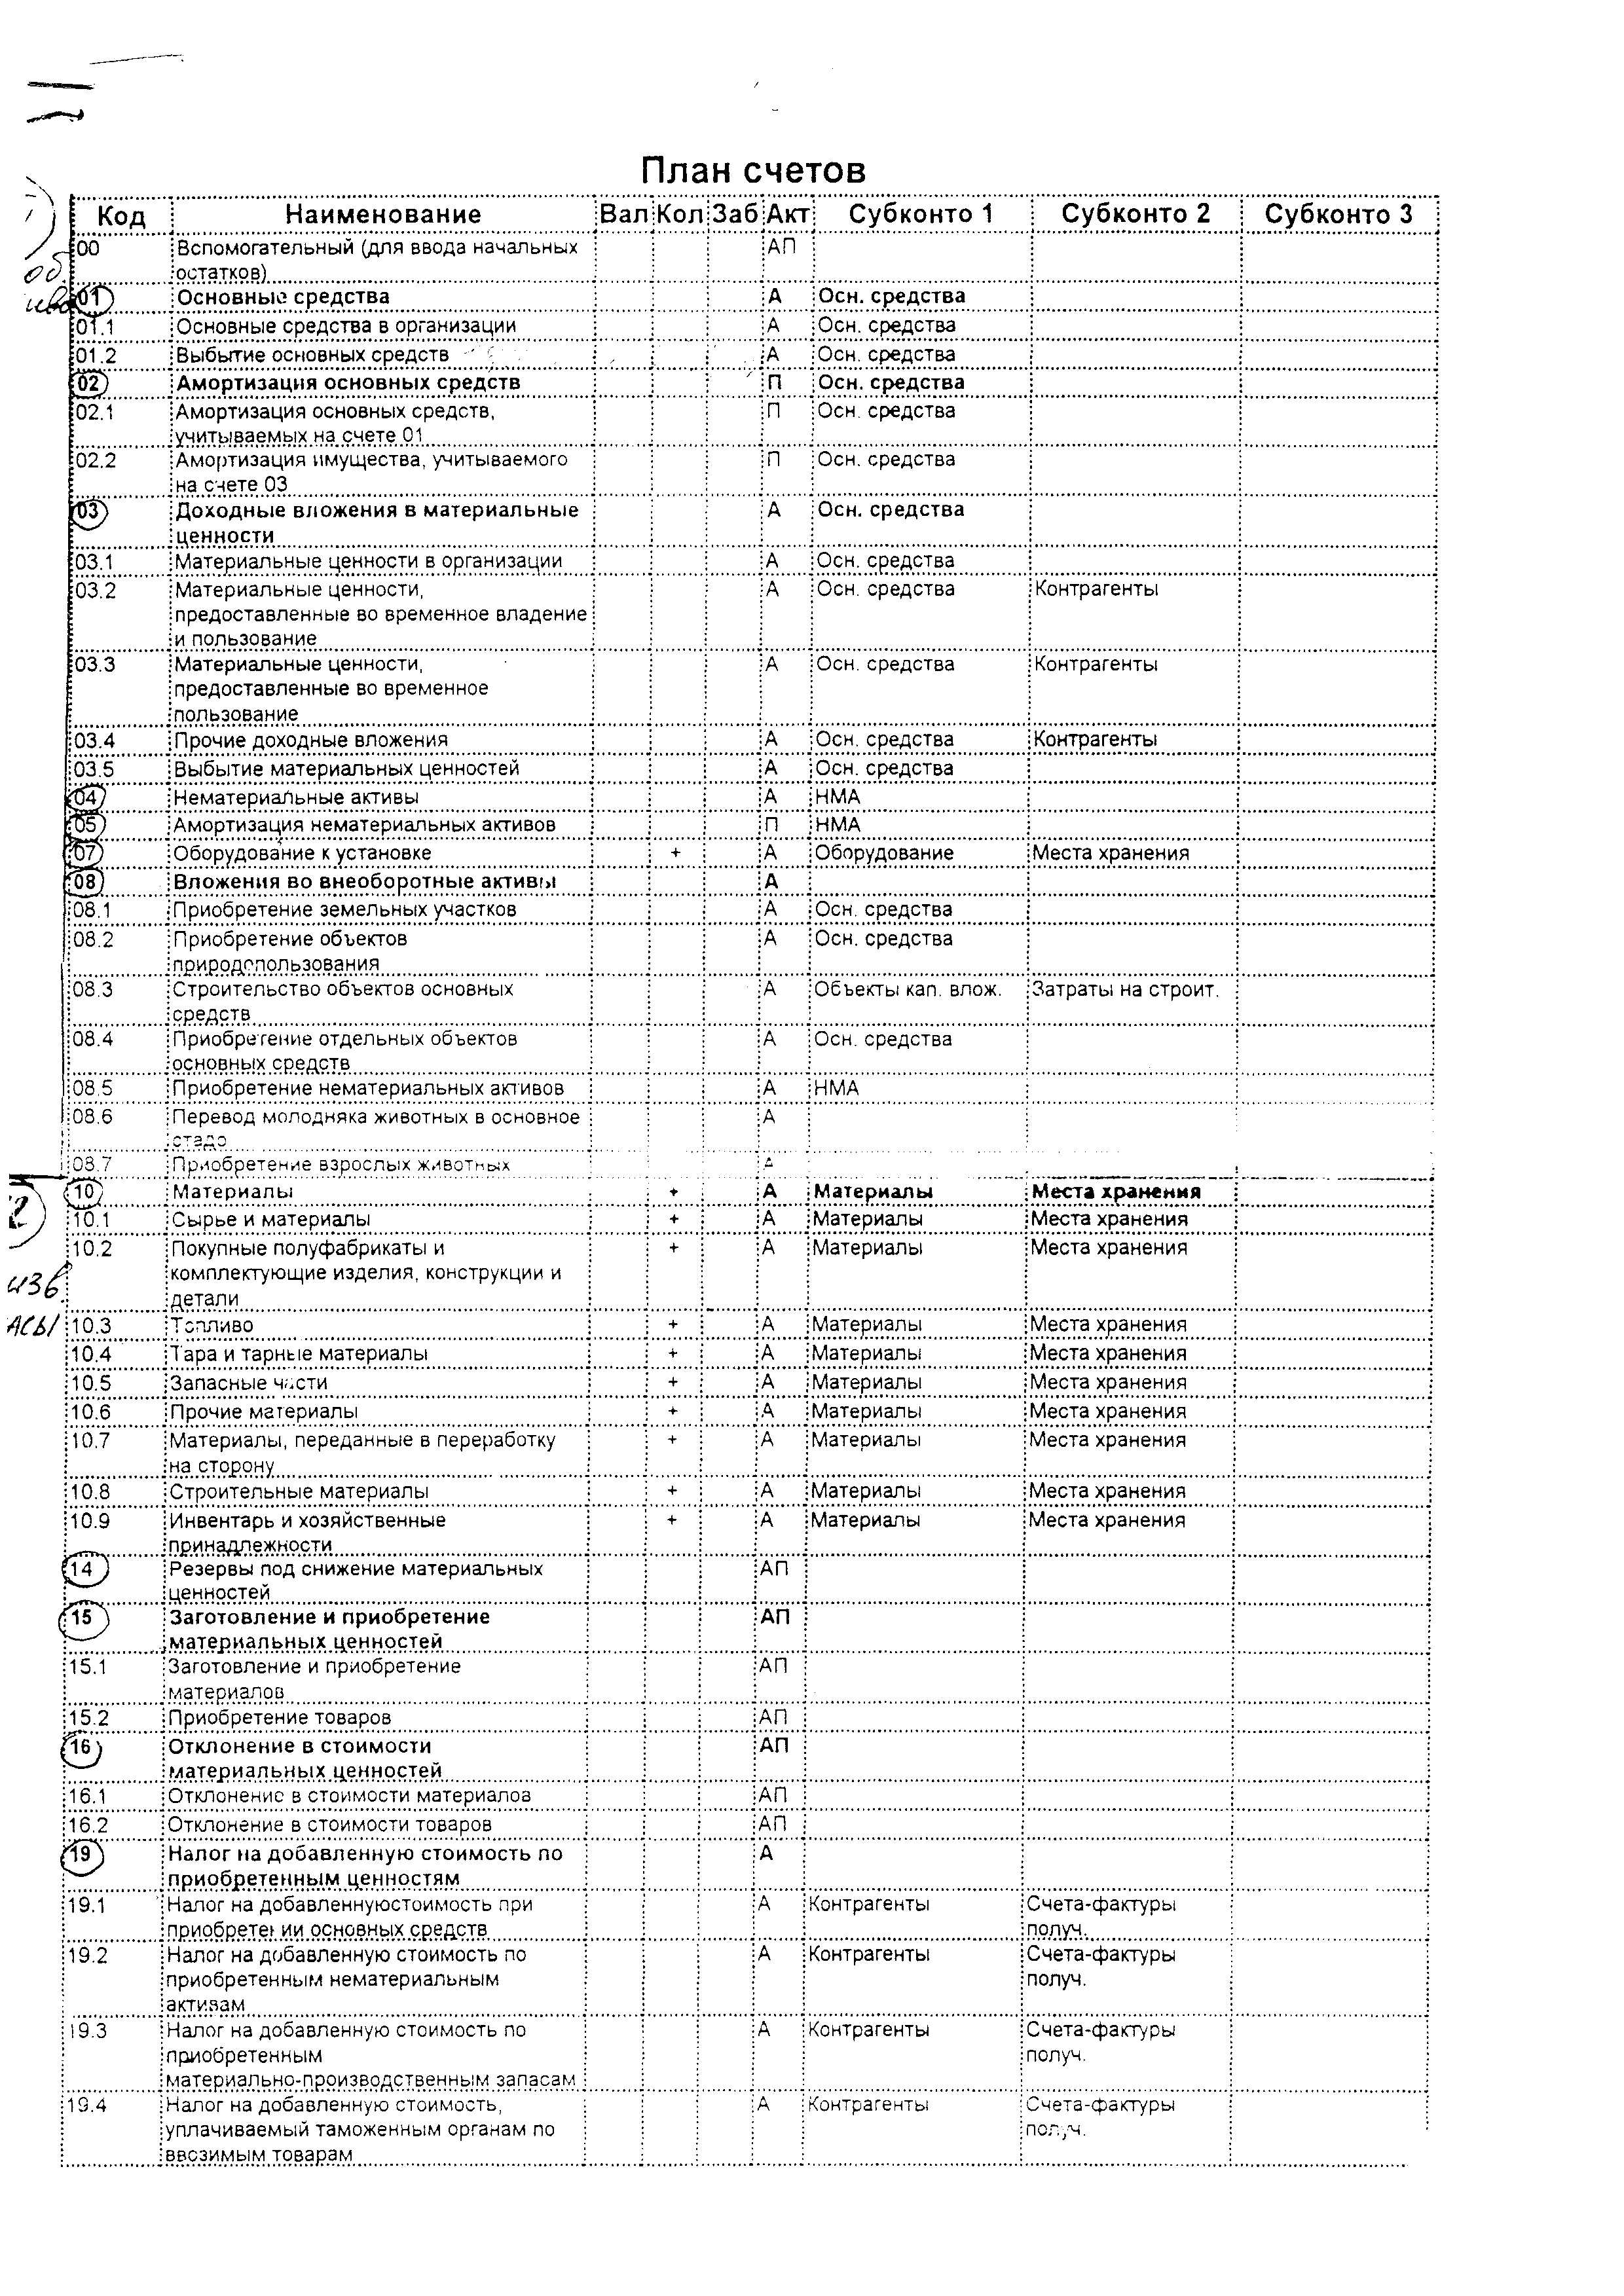 План счетов
Код Наименование Вал Кол Заб Акт Субконто 1 Субконто 2 Субконто 3
00 Вспомогательный (для ввода начальных АП
остатков)
01 Основные средства А Осн. средства
01.1 Основные средства в организации А Осн. средства
01.2 Выбытие основных средств А Осн. средства
02 Амортизация основных средств П Осн. средства
02.1 Амортизация основных средств, П Осн. средства
учитываемых на счете 01
02.2 Амортизация имущества, учитываемого П Осн. средства
на счете 03
03 Доходные вложения в материальные А Осн. средства
ценности
03.1 Материальные ценности в организации А Осн. средства
03.2 Материальные ценности, А Осн. средства Контрагенты
предоставленные во временное владение
и пользование
03.3 Материальные ценности, А Осн. средства Контрагенты
предоставленные во временное
пользование
03.4 Прочие доходные вложения А Осн. средства Контрагенты
03.5 Выбытие материальных ценностей А Осн. средства
04 Нематериальные активы А НМА
05 Амортизация нематериальных активов П НМА
07 Оборудование к установке + А Оборудование Места хранения
08 Вложения во внеоборотные активы А
08.1 Приобретение земельных участков А Осн. средства
08.2 Приобретение объектов А Осн. средства
природопользования
08.3 Строительство объектов основных А Объекты кап. влож. Затраты на строит.
средств
08.4 Приобретение отдельных объектов А Осн. средства
основных средств
08.5 Приобретение нематериальных активов А НМА
08.6 Перевод молодняка животных в основное А
стадо
08.7 Приобретение взрослых животных А
10 Материалы + А Материалы Места хранения
10.1 Сырье и материалы + А Материалы Места хранения
10.2 Покупные полуфабрикаты и + А Материалы Места хранения
комплектующие изделия, конструкции и
детали
10.3 Топливо + А Материалы Места хранения
10.4 Тара и тарные материалы + А Материалы Места хранения
10.5 Запасные части + А Материалы Места хранения
10.6 Прочие материалы + А Материалы Места хранения
10.7 Материалы, переданные в переработку + А Материалы Места хранения
на сторону
10.8 Строительные материалы + А Материалы Места хранения
10.9 Инвентарь и хозяйственные + А Материалы Места хранения
принадлежности
14 Резервы под снижение материальных АП
ценностей
15 Заготовление и приобретение АП
материальных ценностей
15.1 Заготовление и приобретение АП
материалов
15.2 Приобретение товаров АП
16 Отклонение в стоимости АП
материальных ценностей
16.1 Отклонение в стоимости материалов АП
16.2 Отклонение в стоимости товаров АП
19 Налог на добавленную стоимость по А
приобретенным ценностям
19.1 Налог на добавленнуюстоимость при А Контрагенты Счета-фактуры
приобретении основных средств получ.
19.2 Налог на добавленную стоимость по А Контрагенты Счета-фактуры
приобретенным нематериальным получ.
активам
19.3 Налог на добавленную стоимость по А Контрагенты Счета-фактуры
приобретенным получ.
материально-производственным запасам
19.4 Налог на добавленную стоимость, А Контрагенты Счета-фактуры
уплачиваемый таможенным органам по получ.
ввозимым товарам